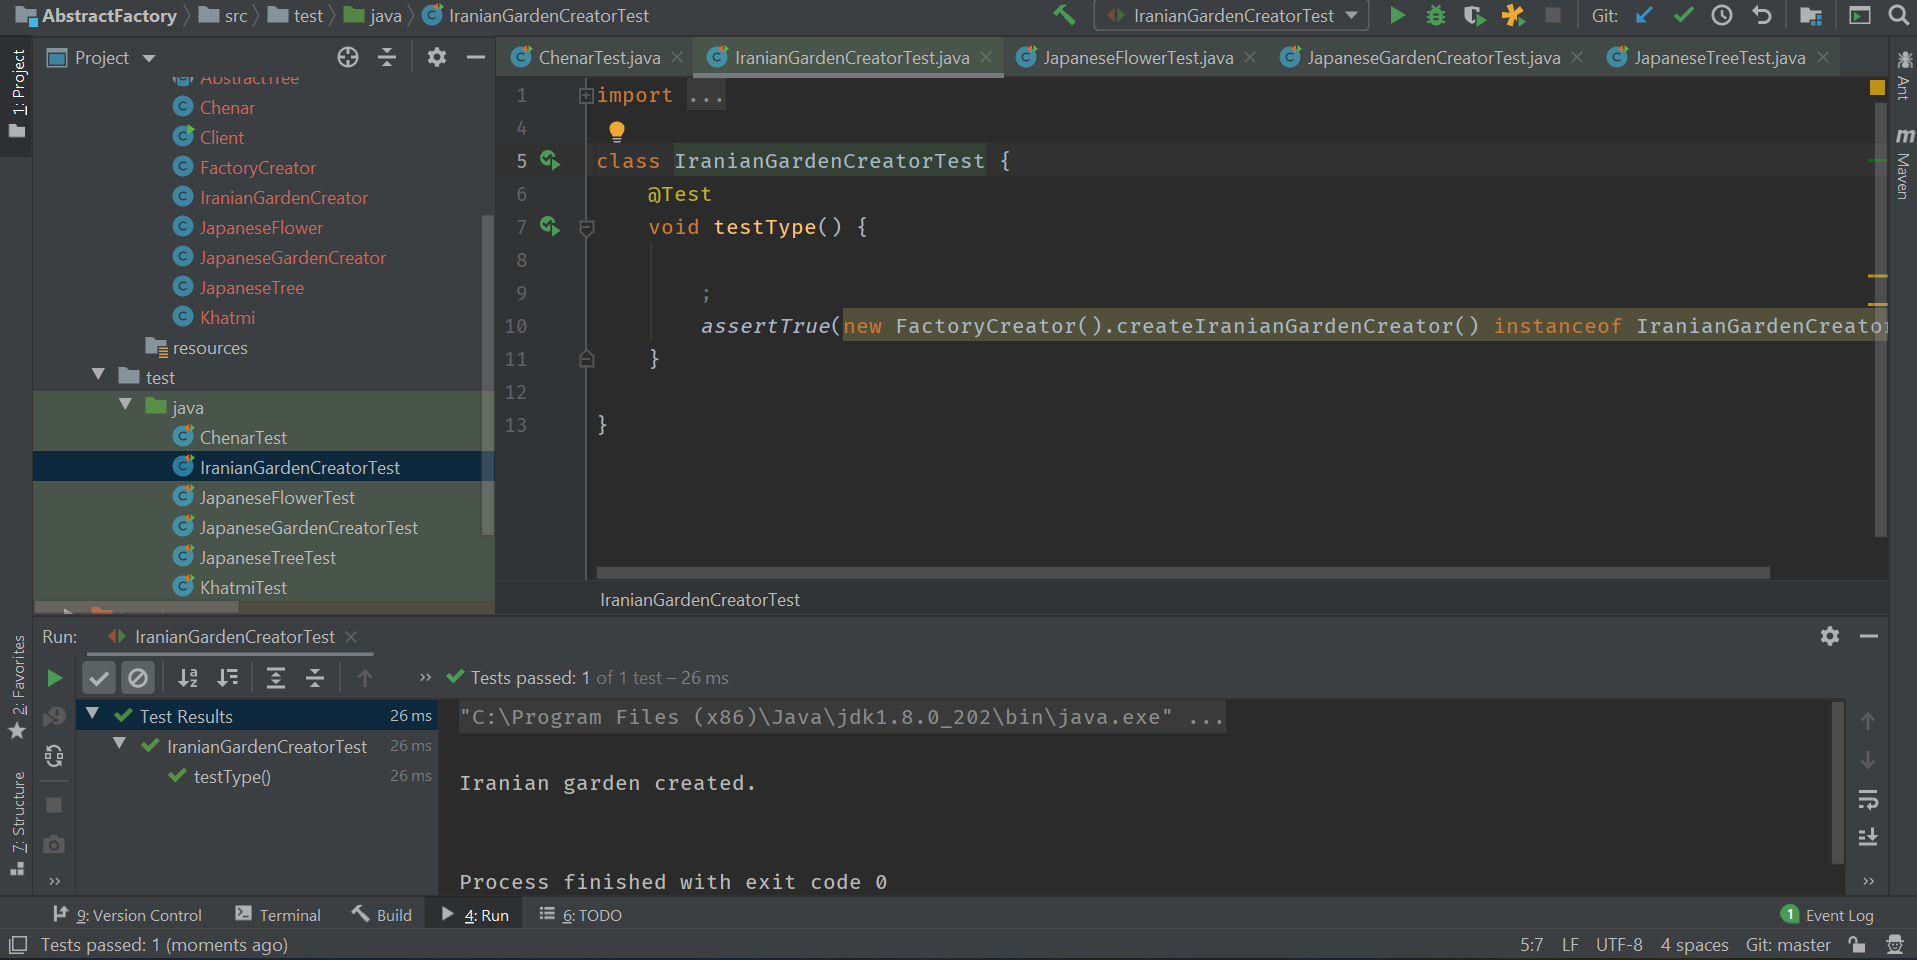 AbstractFactory src test java IranianGardenCreatorTest
IranianGardenCreatorTest Git:
1: Project
Project
ChenarTest.java IranianGardenCreatorTest.java JapaneseFlowerTest.java JapaneseGardenCreatorTest.java JapaneseTreeTest.java
AbstractTree
Chenar
Client
FactoryCreator
IranianGardenCreator
JapaneseFlower
JapaneseGardenCreator
JapaneseTree
Khatmi
resources
test
java
ChenarTest
IranianGardenCreatorTest
JapaneseFlowerTest
JapaneseGardenCreatorTest
JapaneseTreeTest
KhatmiTest
1 import ...
4
5 class IranianGardenCreatorTest {
6 @Test
7 void testType() {
8
9 ;
10 assertTrue(new FactoryCreator().createIranianGardenCreator() instanceof IranianGardenCreator
11 }
12
13 }
IranianGardenCreatorTest
Ant
m Maven
Run: IranianGardenCreatorTest
Tests passed: 1 of 1 test – 26 ms
Test Results 26 ms
IranianGardenCreatorTest 26 ms
testType() 26 ms
"C:\Program Files (x86)\Java\jdk1.8.0_202\bin\java.exe" ...
Iranian garden created.
Process finished with exit code 0
2: Favorites
7: Structure
9: Version Control Terminal Build 4: Run 6: TODO
1 Event Log
Tests passed: 1 (moments ago)
5:7 LF UTF-8 4 spaces Git: master